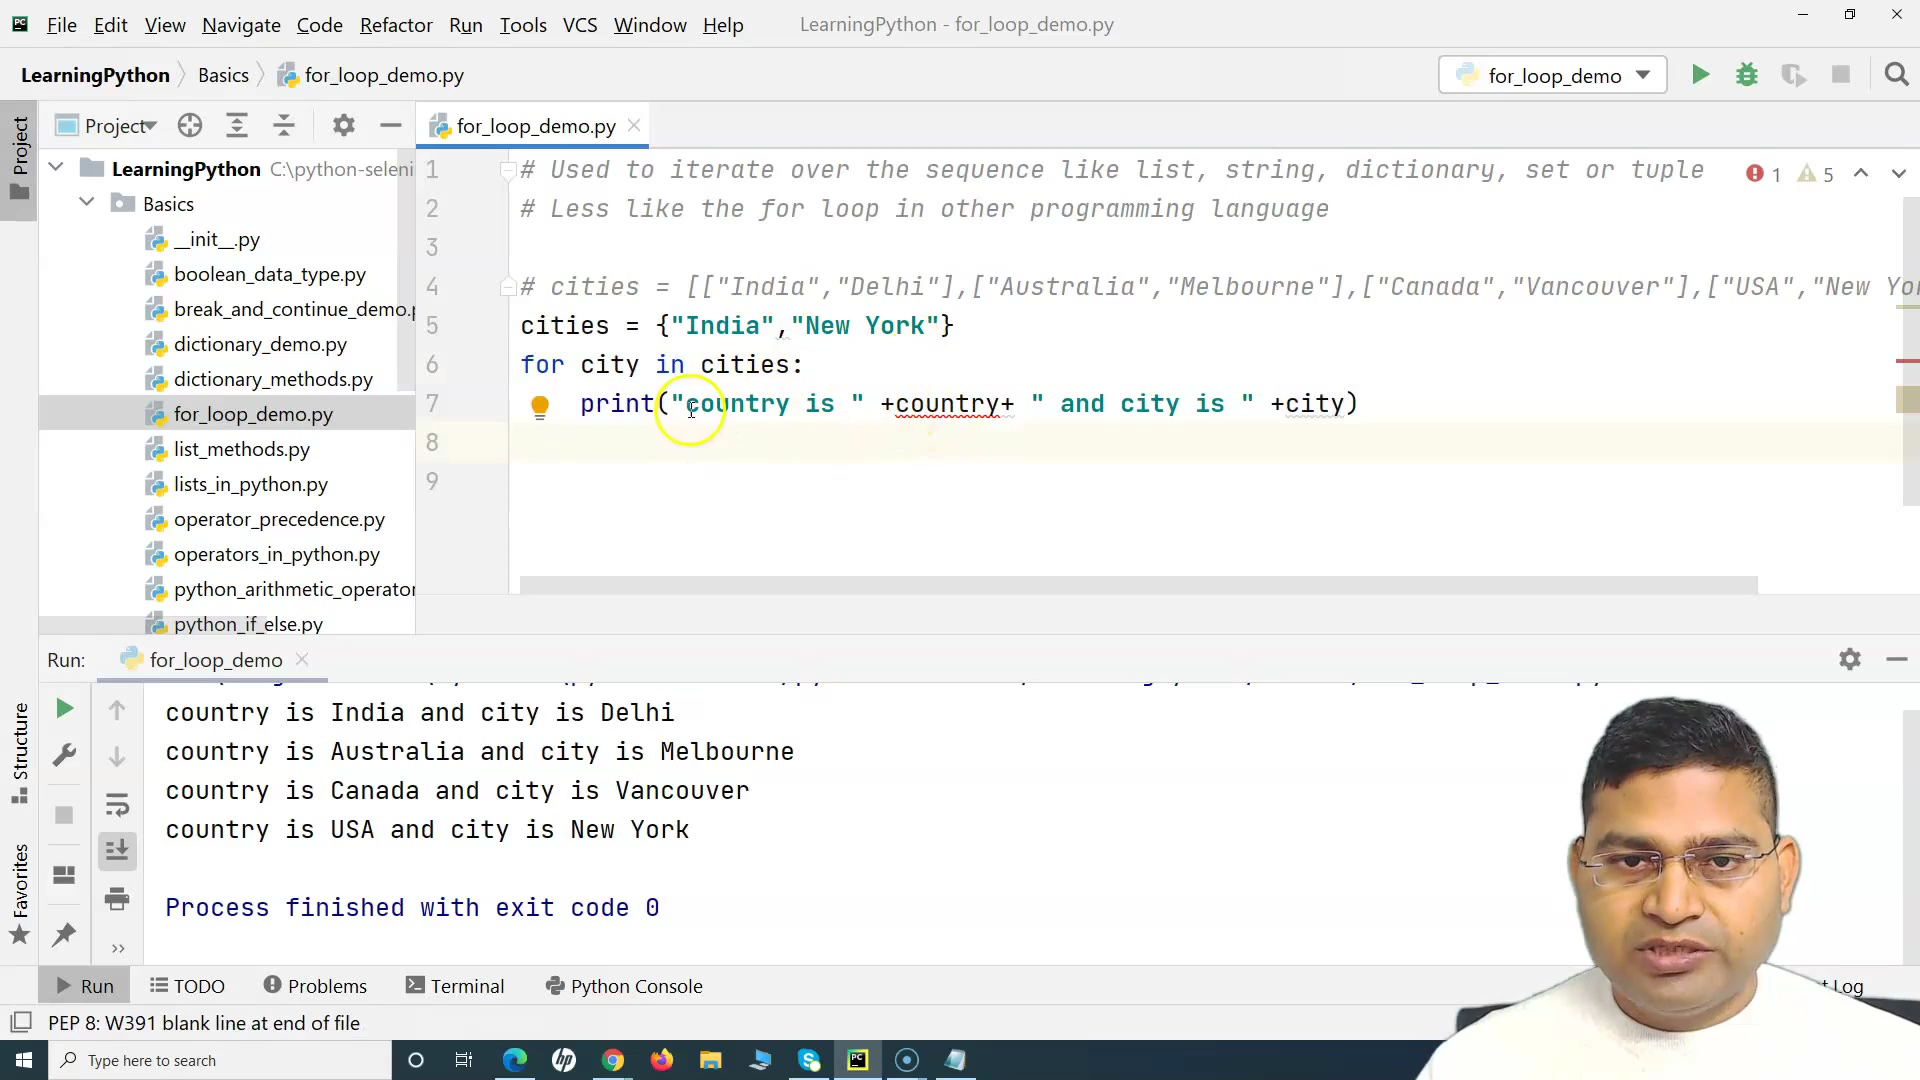 File Edit View Navigate Code Refactor Run Tools VCS Window Help LearningPython - for_loop_demo.py
LearningPython Basics for_loop_demo.py for_loop_demo
Project
Project
for_loop_demo.py
LearningPython C:\python-seleni
Basics
__init__.py
boolean_data_type.py
break_and_continue_demo.
dictionary_demo.py
dictionary_methods.py
for_loop_demo.py
list_methods.py
lists_in_python.py
operator_precedence.py
operators_in_python.py
python_arithmetic_operator
python_if_else.py
1 # Used to iterate over the sequence like list, string, dictionary, set or tuple
1 5
2 # Less like the for loop in other programming language
3
4 # cities = [["India","Delhi"],["Australia","Melbourne"],["Canada","Vancouver"],["USA","New Yo
5 cities = {"India","New York"}
6 for city in cities:
7 print("country is " +country+ " and city is " +city)
8
9
Run: for_loop_demo
country is India and city is Delhi
country is Australia and city is Melbourne
country is Canada and city is Vancouver
country is USA and city is New York
Process finished with exit code 0
Structure
Favorites
Run TODO Problems Terminal Python Console t Log
PEP 8: W391 blank line at end of file
Type here to search
hp
PC